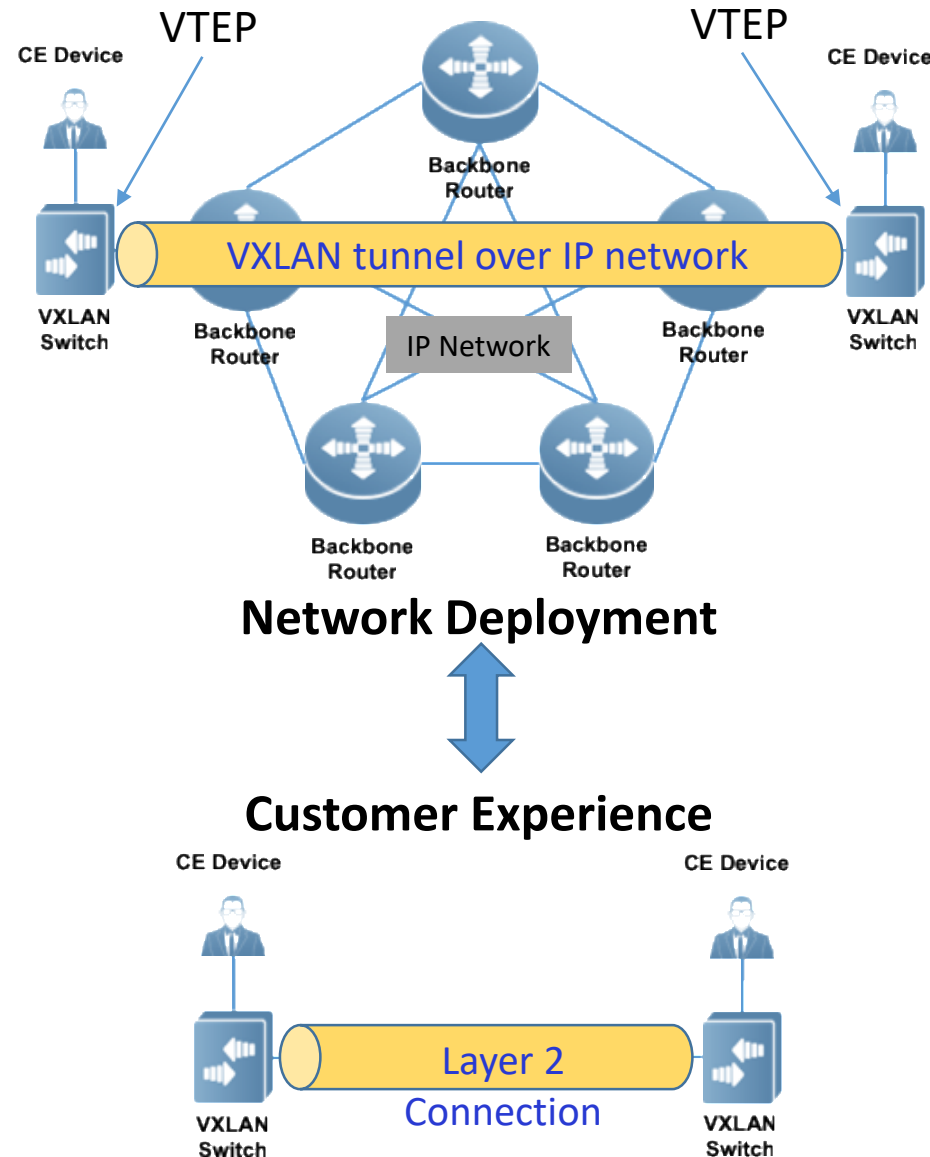 VTEP
VTEP
CE Device
CE Device
Backbone
Router
VXLAN tunnel over IP network
VXLAN
Switch
Backbone
Router
IP Network
Backbone
Router
VXLAN
Switch
Backbone
Router
Backbone
Router
Network Deployment
Customer Experience
CE Device
CE Device
Layer 2
Connection
VXLAN
Switch
VXLAN
Switch